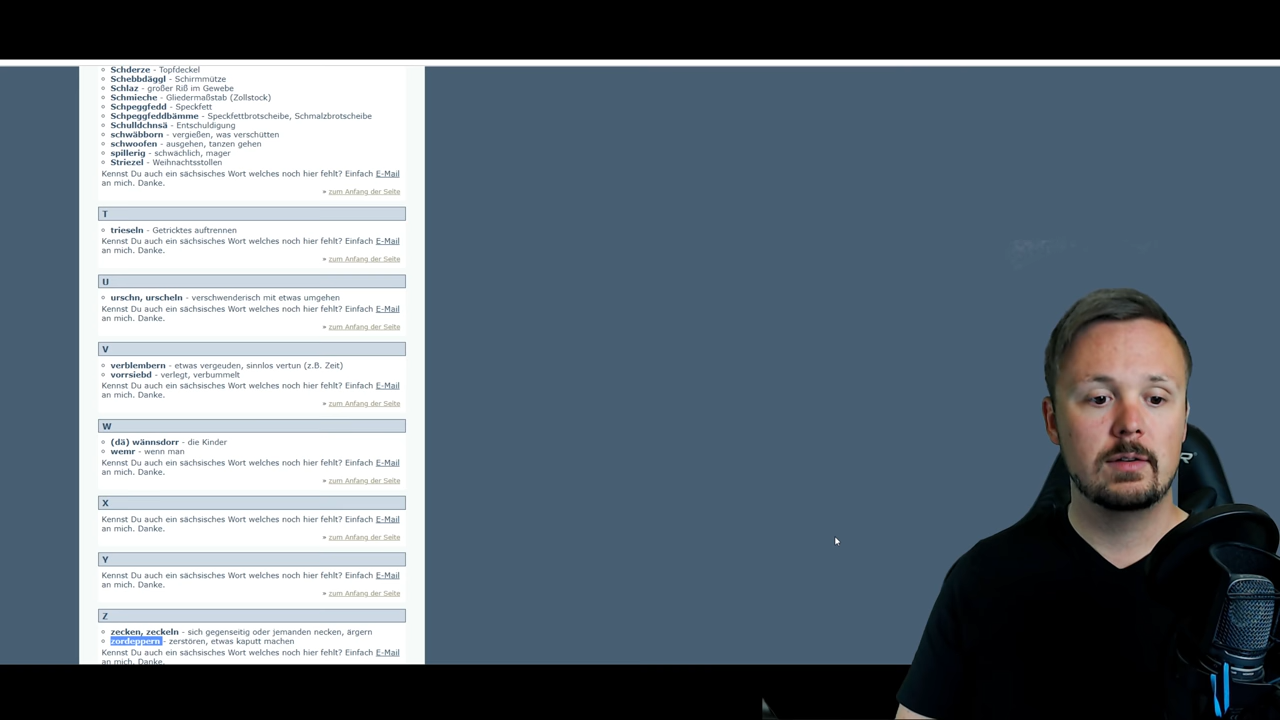 Schderze - Topfdeckel
Schebbdäggl - Schirmmütze
Schlaz - großer Riß im Gewebe
Schmieche - Gliedermaßstab (Zollstock)
Schpeggfedd - Speckfett
Schpeggfeddbämme - Speckfettbrotscheibe, Schmalzbrotscheibe
Schulldchnsä - Entschuldigung
schwäbborn - vergießen, was verschütten
schwoofen - ausgehen, tanzen gehen
spillerig - schwächlich, mager
Striezel - Weihnachtsstollen
Kennst Du auch ein sächsisches Wort welches noch hier fehlt? Einfach E-Mail
an mich. Danke.
» zum Anfang der Seite
T
trieseln - Getricktes auftrennen
Kennst Du auch ein sächsisches Wort welches noch hier fehlt? Einfach E-Mail
an mich. Danke.
» zum Anfang der Seite
U
urschn, urscheln - verschwenderisch mit etwas umgehen
Kennst Du auch ein sächsisches Wort welches noch hier fehlt? Einfach E-Mail
an mich. Danke.
» zum Anfang der Seite
V
verblembern - etwas vergeuden, sinnlos vertun (z.B. Zeit)
vorrsiebd - verlegt, verbummelt
Kennst Du auch ein sächsisches Wort welches noch hier fehlt? Einfach E-Mail
an mich. Danke.
» zum Anfang der Seite
W
(dä) wännsdorr - die Kinder
wemr - wenn man
Kennst Du auch ein sächsisches Wort welches noch hier fehlt? Einfach E-Mail
an mich. Danke.
» zum Anfang der Seite
X
Kennst Du auch ein sächsisches Wort welches noch hier fehlt? Einfach E-Mail
an mich. Danke.
» zum Anfang der Seite
Y
Kennst Du auch ein sächsisches Wort welches noch hier fehlt? Einfach E-Mail
an mich. Danke.
» zum Anfang der Seite
Z
zecken, zeckeln - sich gegenseitig oder jemanden necken, ärgern
zordeppern - zerstören, etwas kaputt machen
Kennst Du auch ein sächsisches Wort welches noch hier fehlt? Einfach E-Mail
an mich. Danke.